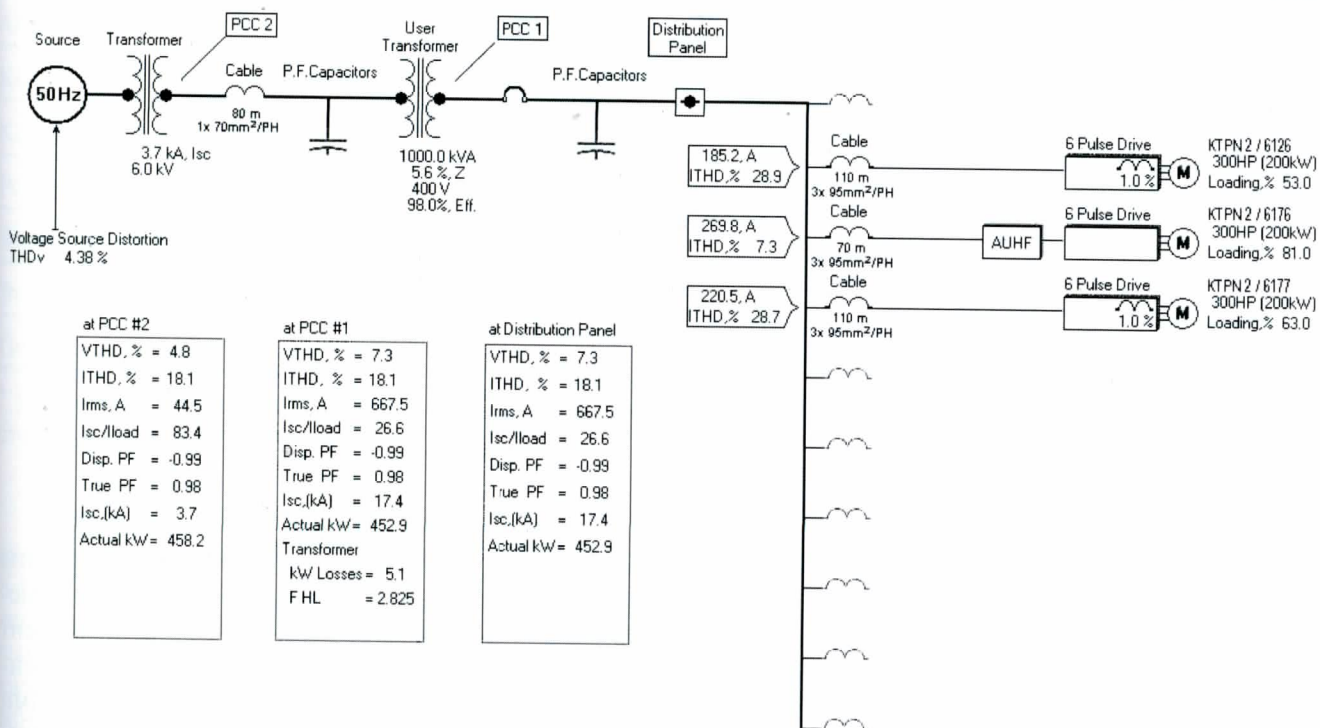 Source
Transformer
PCC 2
User
Transformer
PCC 1
Distribution
Panel
50Hz
Cable
P.F.Capacitors
P.F.Capacitors
80 m
1x 70mm²/PH
3.7 kA, Isc
6.0 kV
1000.0 kVA
5.6 %, Z
400 V
98.0%, Eff.
Voltage Source Distortion
THDv 4.38 %
185.2, A
ITHD,% 28.9
Cable
110 m
3x 95mm²/PH
6 Pulse Drive
1.0 %
M
KTPN 2 / 6126
300HP (200kW)
Loading,% 53.0
269.8, A
ITHD,% 7.3
Cable
70 m
3x 95mm²/PH
AUHF
6 Pulse Drive
M
KTPN 2 / 6176
300HP (200kW)
Loading,% 81.0
220.5, A
ITHD,% 28.7
Cable
110 m
3x 95mm²/PH
6 Pulse Drive
1.0 %
M
KTPN 2 / 6177
300HP (200kW)
Loading,% 63.0
at PCC #2
VTHD, % = 4.8
ITHD, % = 18.1
Irms, A = 44.5
Isc/Iload = 83.4
Disp. PF = -0.99
True PF = 0.98
Isc,(kA) = 3.7
Actual kW= 458.2
at PCC #1
VTHD, % = 7.3
ITHD, % = 18.1
Irms, A = 667.5
Isc/Iload = 26.6
Disp. PF = -0.99
True PF = 0.98
Isc,(kA) = 17.4
Actual kW= 452.9
Transformer
kW Losses = 5.1
F HL = 2.825
at Distribution Panel
VTHD, % = 7.3
ITHD, % = 18.1
Irms, A = 667.5
Isc/Iload = 26.6
Disp. PF = -0.99
True PF = 0.98
Isc,(kA) = 17.4
Actual kW= 452.9